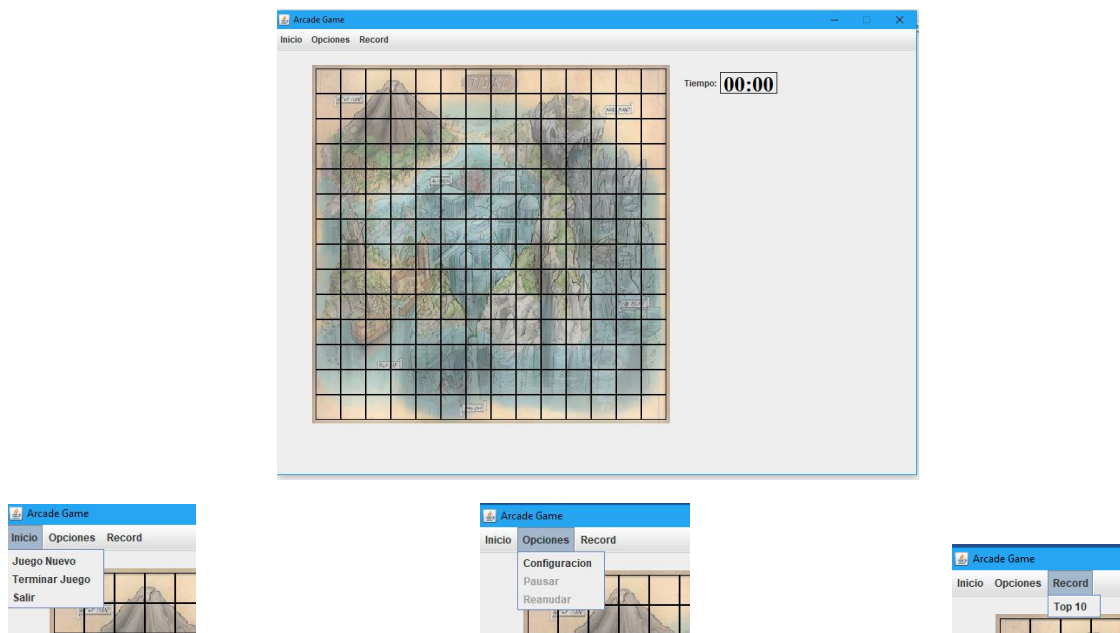 Arcade Game
Inicio Opciones Record
Tiempo: 00:00
Arcade Game
Inicio Opciones Record
Juego Nuevo
Terminar Juego
Salir
Arcade Game
Inicio Opciones Record
Configuracion
Pausar
Reanudar
Arcade Game
Inicio Opciones Record
Top 10